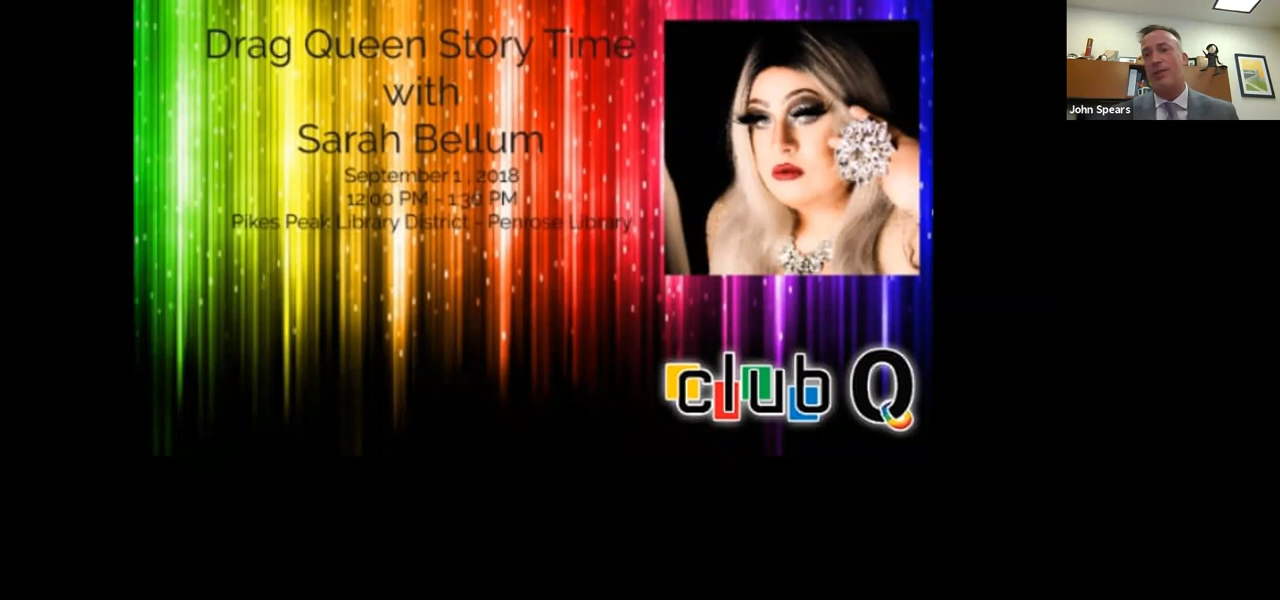 Drag Queen Story Time
with
Sarah Bellum
September 1, 2018
12:00 PM - 1:30 PM
Pikes Peak Library District - Penrose Library
club Q
John Spears